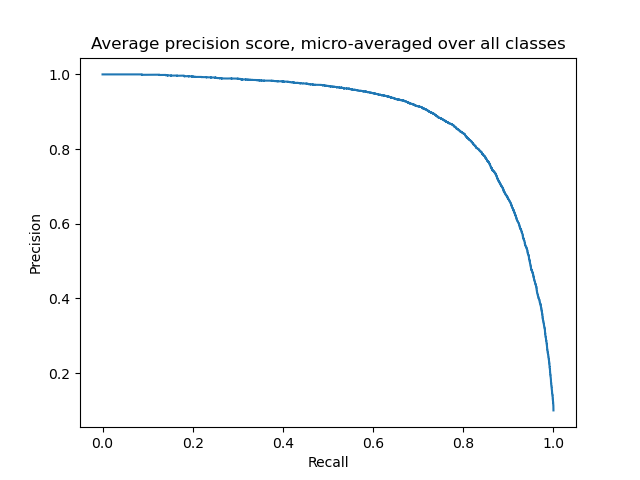 Average precision score, micro-averaged over all classes
1.0
0.8
0.6
0.4
0.2
Precision
0.0 0.2 0.4 0.6 0.8 1.0
Recall